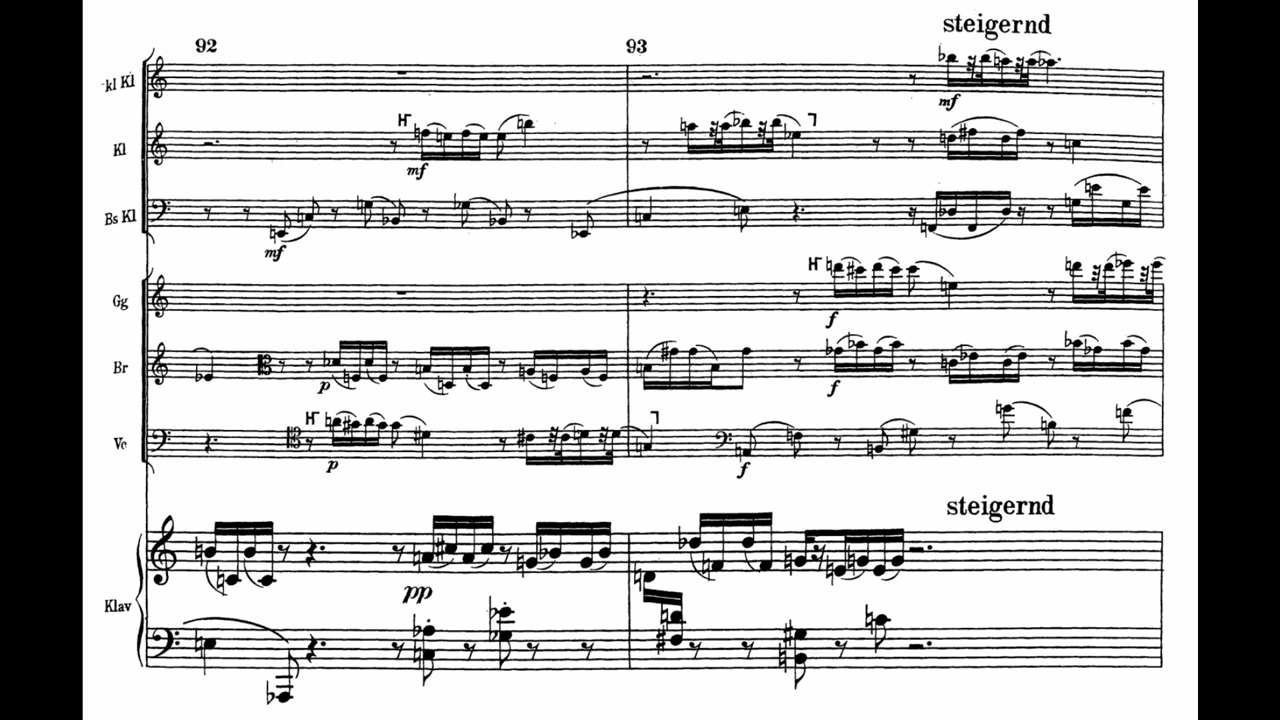 steigernd
92 93
kl Kl
mf
Kl
mf
Bs Kl
mf
Gg
f
Br
p f
Vc
p f
steigernd
pp
Klav